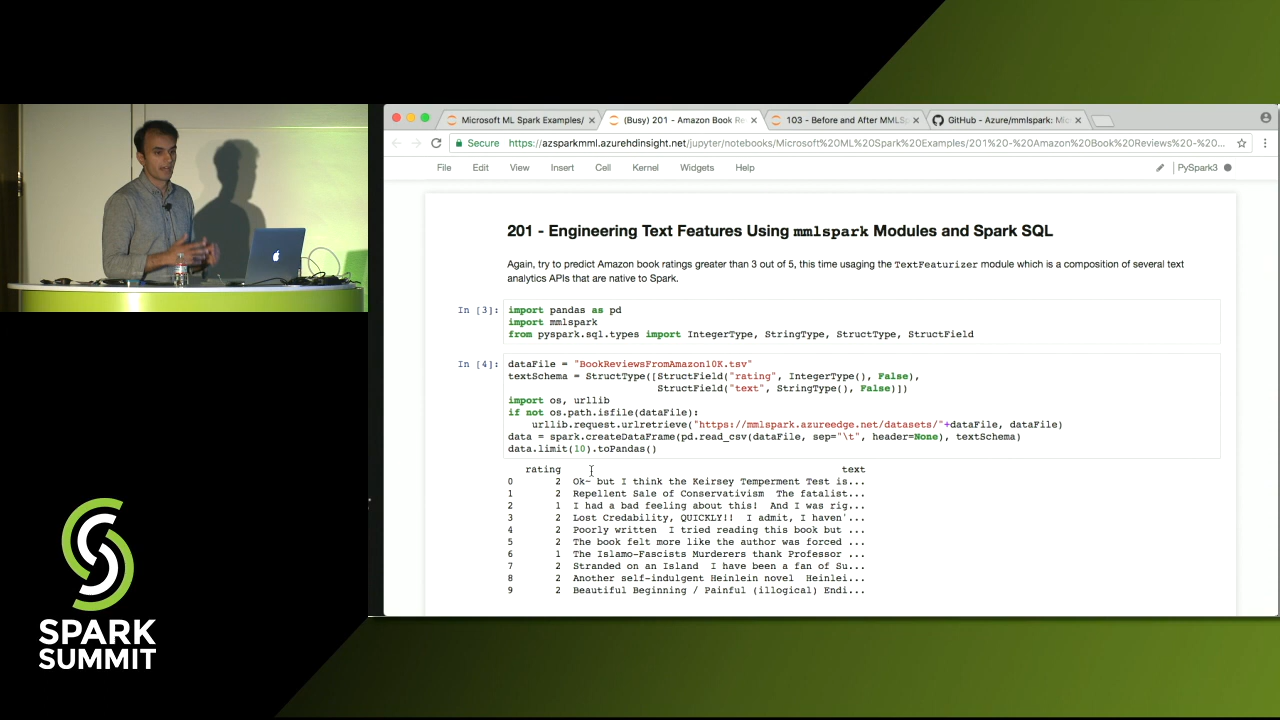 Microsoft ML Spark Examples/
(Busy) 201 - Amazon Book Re
103 - Before and After MMLS
GitHub - Azure/mmlspark: Mic
Secure
https://azsparkmml.azurehdinsight.net/jupyter/notebooks/Microsoft%20ML%20Spark%20Examples/201%20-%20Amazon%20Book%20Reviews%20-%20...
File Edit View Insert Cell Kernel Widgets Help
PySpark3
201 - Engineering Text Features Using mmlspark Modules and Spark SQL
Again, try to predict Amazon book ratings greater than 3 out of 5, this time usaging the TextFeaturizer module which is a composition of several text
analytics APIs that are native to Spark.
In [3]: import pandas as pd
import mmlspark
from pyspark.sql.types import IntegerType, StringType, StructType, StructField
In [4]: dataFile = "BookReviewsFromAmazon10K.tsv"
textSchema = StructType([StructField("rating", IntegerType(), False),
StructField("text", StringType(), False)])
import os, urllib
if not os.path.isfile(dataFile):
urllib.request.urlretrieve("https://mmlspark.azureedge.net/datasets/"+dataFile, dataFile)
data = spark.createDataFrame(pd.read_csv(dataFile, sep="\t", header=None), textSchema)
data.limit(10).toPandas()
rating text
0 2 Ok~ but I think the Keirsey Temperment Test is...
1 2 Repellent Sale of Conservativism The fatalist...
2 1 I had a bad feeling about this! And I was rig...
3 2 Lost Credability, QUICKLY!! I admit, I haven'...
4 2 Poorly written I tried reading this book but ...
5 2 The book felt more like the author was forced ...
6 1 The Islamo-Fascists Murderers thank Professor ...
7 2 Stranded on an Island I have been a fan of Su...
8 2 Another self-indulgent Heinlein novel Heinlei...
9 2 Beautiful Beginning / Painful (illogical) Endi...
SPARK
SUMMIT